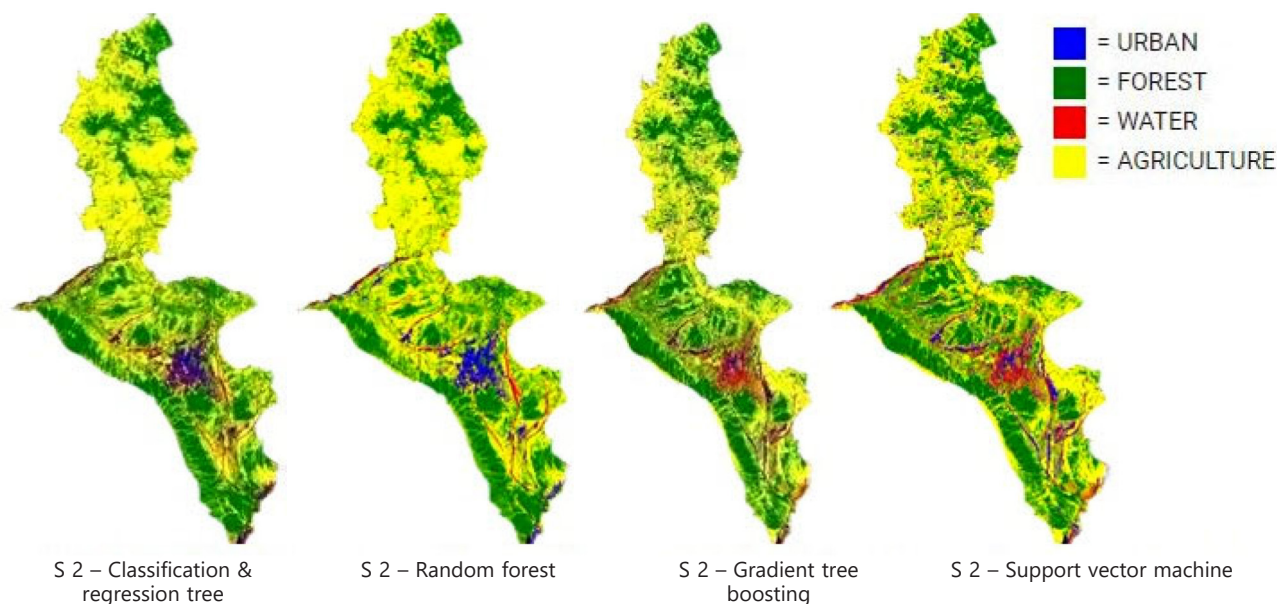 = URBAN
= FOREST
= WATER
= AGRICULTURE
S 2 – Classification &
regression tree
S 2 – Random forest
S 2 – Gradient tree
boosting
S 2 – Support vector machine